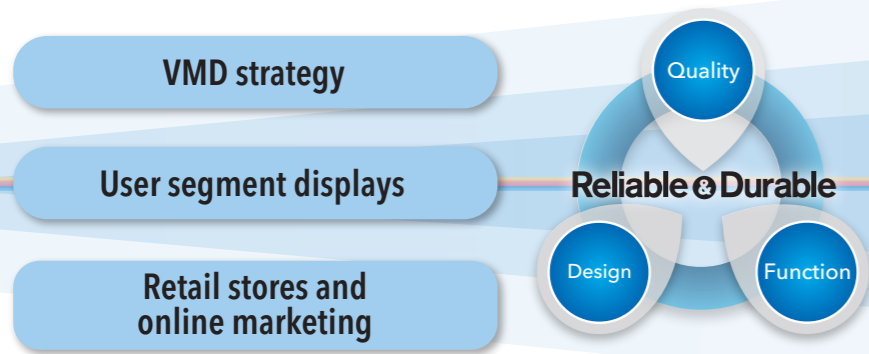 VMD strategy
User segment displays
Retail stores and
online marketing
Quality
Reliable & Durable
Design
Function